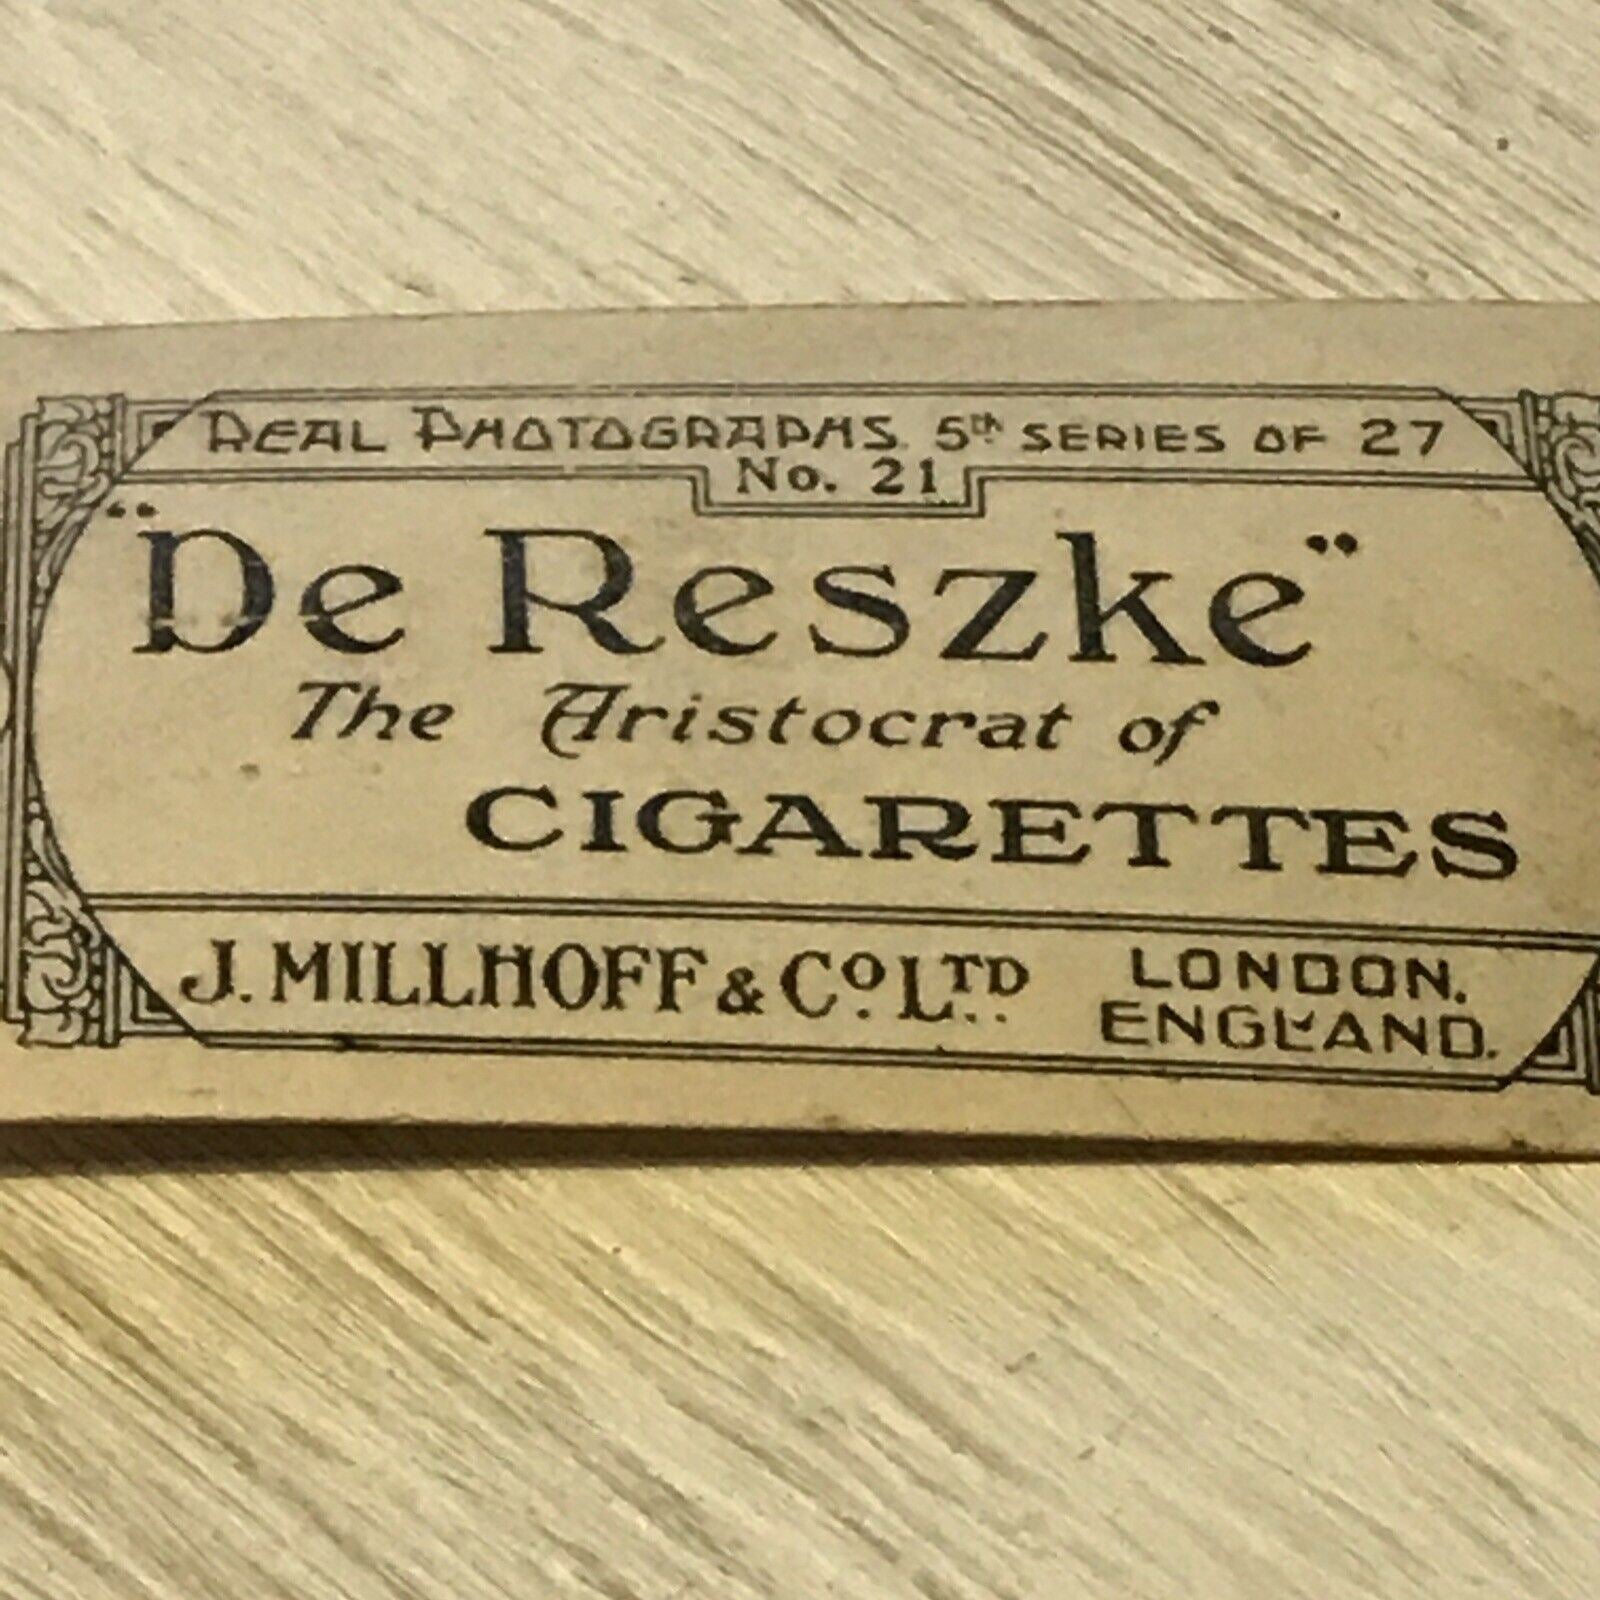 REAL PHOTOGRAPHS. 5th SERIES OF 27
No. 21
"De Reszke"
The Aristocrat of
CIGARETTES
J. MILLHOFF & Co. LTD. LONDON.
ENGLAND.